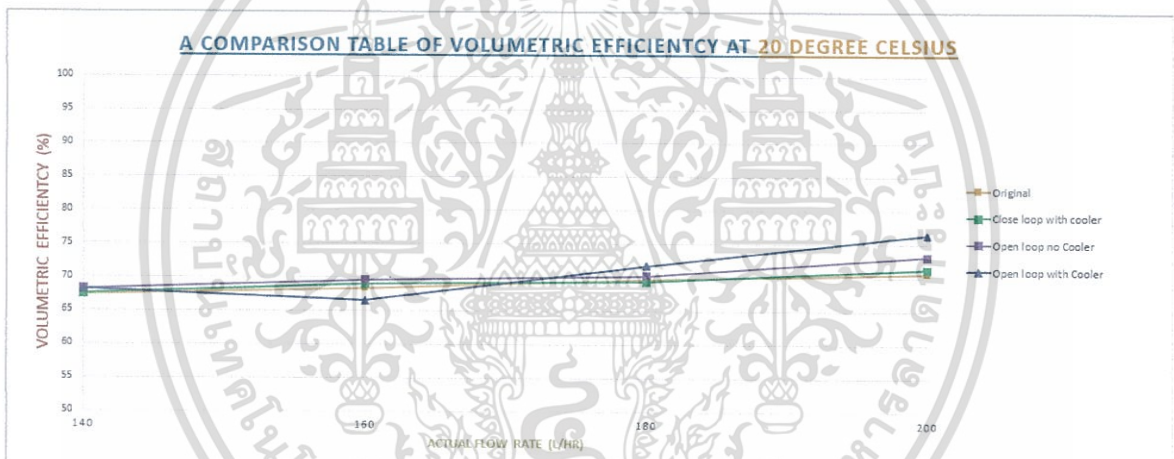 A COMPARISON TABLE OF VOLUMETRIC EFFICIENTCY AT 20 DEGREE CELSIUS
VOLUMETRIC EFFICIENTCY (%)
100
95
90
85
80
75
70
65
60
55
50
140
160
180
200
ACTUAL FLOW RATE (L/HR)
Original
Close loop with cooler
Open loop no Cooler
Open loop with Cooler